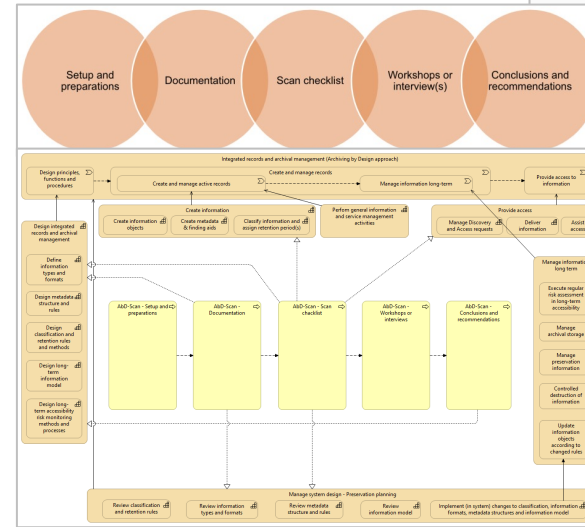 Setup and
preparations
Documentation
Scan checklist
Workshops or
interview(s)
Conclusions and
recommendations
Integrated records and archival management (Archiving by Design approach)
Design principles,
functions and
procedures
Create and manage records
Create and manage active records
Manage information long-term
Provide access to
information
Create information
Create information
objects
Create metadata
& finding aids
Classify information and
assign retention period(s)
Perform general information
and service management
activities
Provide access
Manage Discovery
and Access requests
Deliver
information
Assist
access
Design integrated
records and archival
management
Define
information
types and
formats
Design metadata
structure and
rules
Design
classification and
retention rules
and methods
Design long-
term
information
model
Design long-
term accessibility
risk monitoring
methods and
processes
AbD-Scan - Setup and
preparations
AbD-Scan -
Documentation
AbD-Scan - Scan
checklist
AbD-Scan -
Workshops or
interviews
AbD-Scan -
Conclusions and
recommendations
Manage information
long term
Execute regular
risk assessment
in long-term
accessibility
Manage
archival storage
Manage
preservation
information
Controlled
destruction of
information
Update
information
objects
according to
changed rules
Manage system design - Preservation planning
Review classification
and retention rules
Review information
types and formats
Review metadata
structure and rules
Review
information model
Implement (in system) changes to classification, information
formats, metadata structures and information model